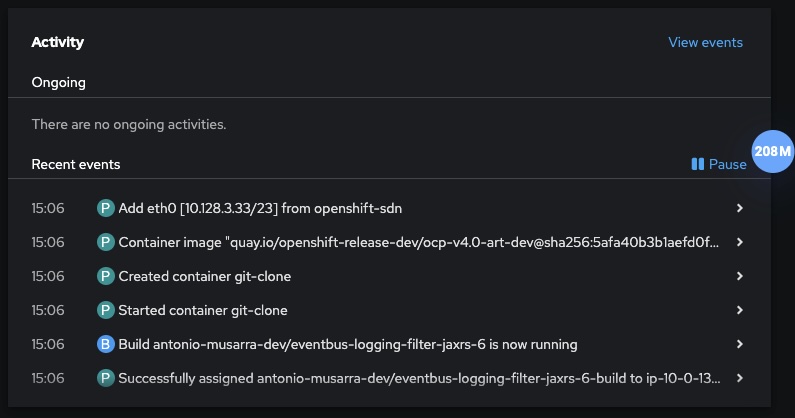 Activity
View events
Ongoing
There are no ongoing activities.
Recent events
Pause
208M
15:06 P Add eth0 [10.128.3.33/23] from openshift-sdn
15:06 P Container image "quay.io/openshift-release-dev/ocp-v4.0-art-dev@sha256:5afa40b3b1aefd0f...
15:06 P Created container git-clone
15:06 P Started container git-clone
15:06 B Build antonio-musarra-dev/eventbus-logging-filter-jaxrs-6 is now running
15:06 P Successfully assigned antonio-musarra-dev/eventbus-logging-filter-jaxrs-6-build to ip-10-0-13...